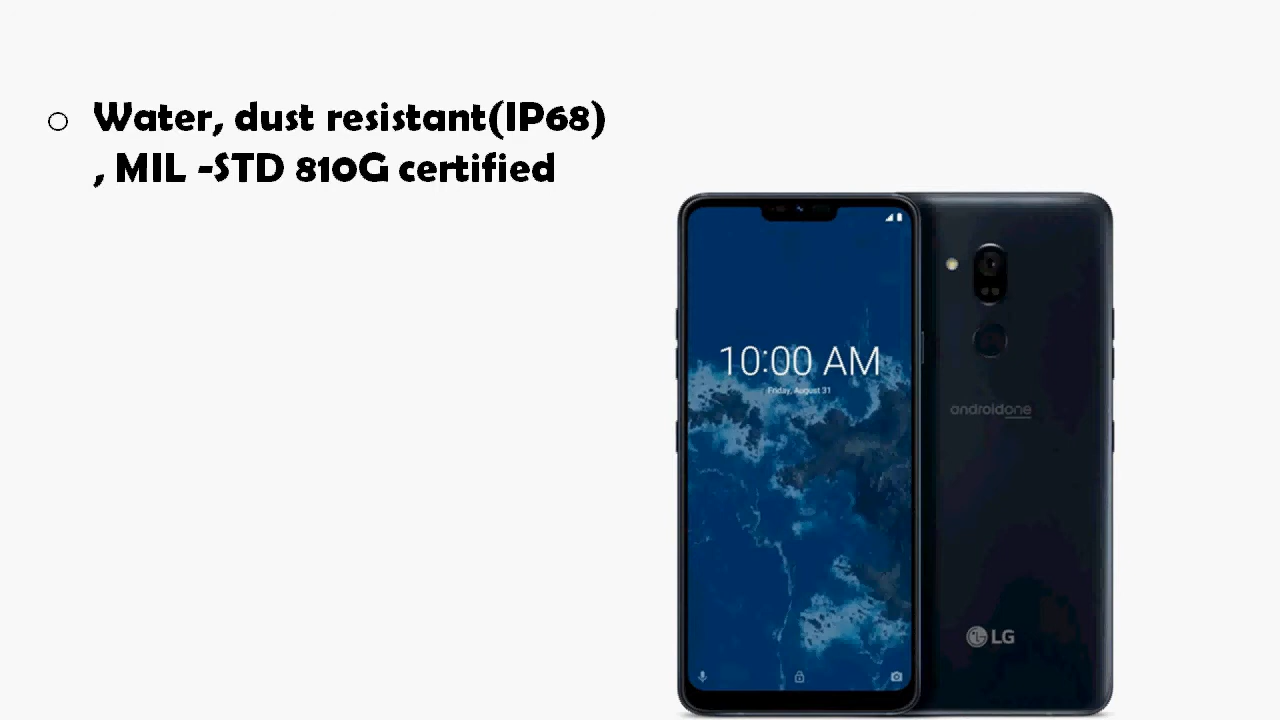 Water, dust resistant(IP68)
, MIL -STD 810G certified
10:00 AM
Friday, August 31
androidone
LG